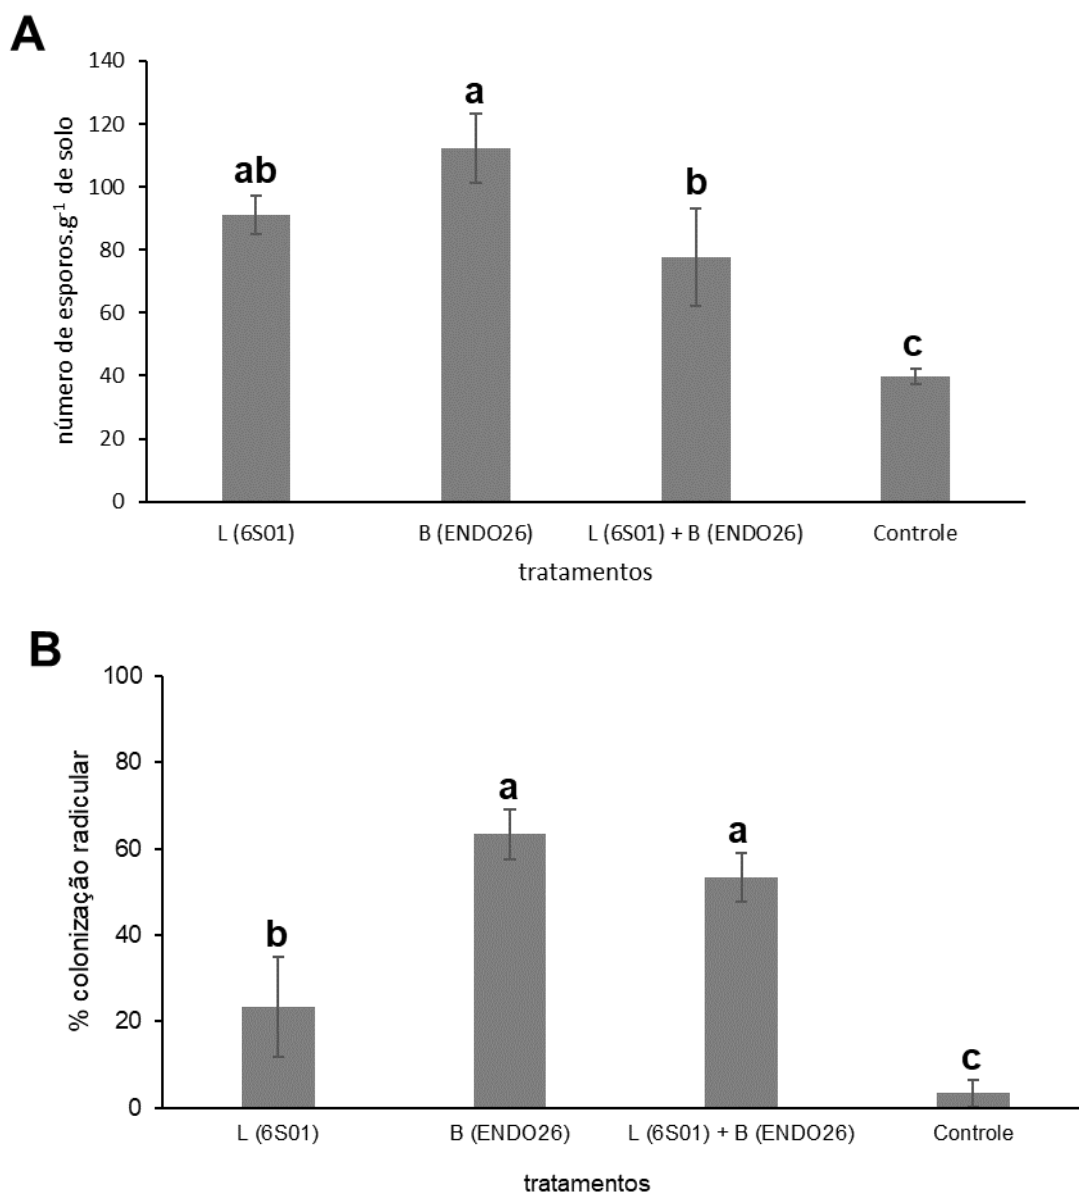 A
140
120
100
80
60
40
20
0
número de esporos.g-1 de solo
ab
a
b
c
L (6S01) B (ENDO26) L (6S01) + B (ENDO26) Controle
tratamentos
B
100
80
60
40
20
0
% colonização radicular
b
a
a
c
L (6S01) B (ENDO26) L (6S01) + B (ENDO26) Controle
tratamentos